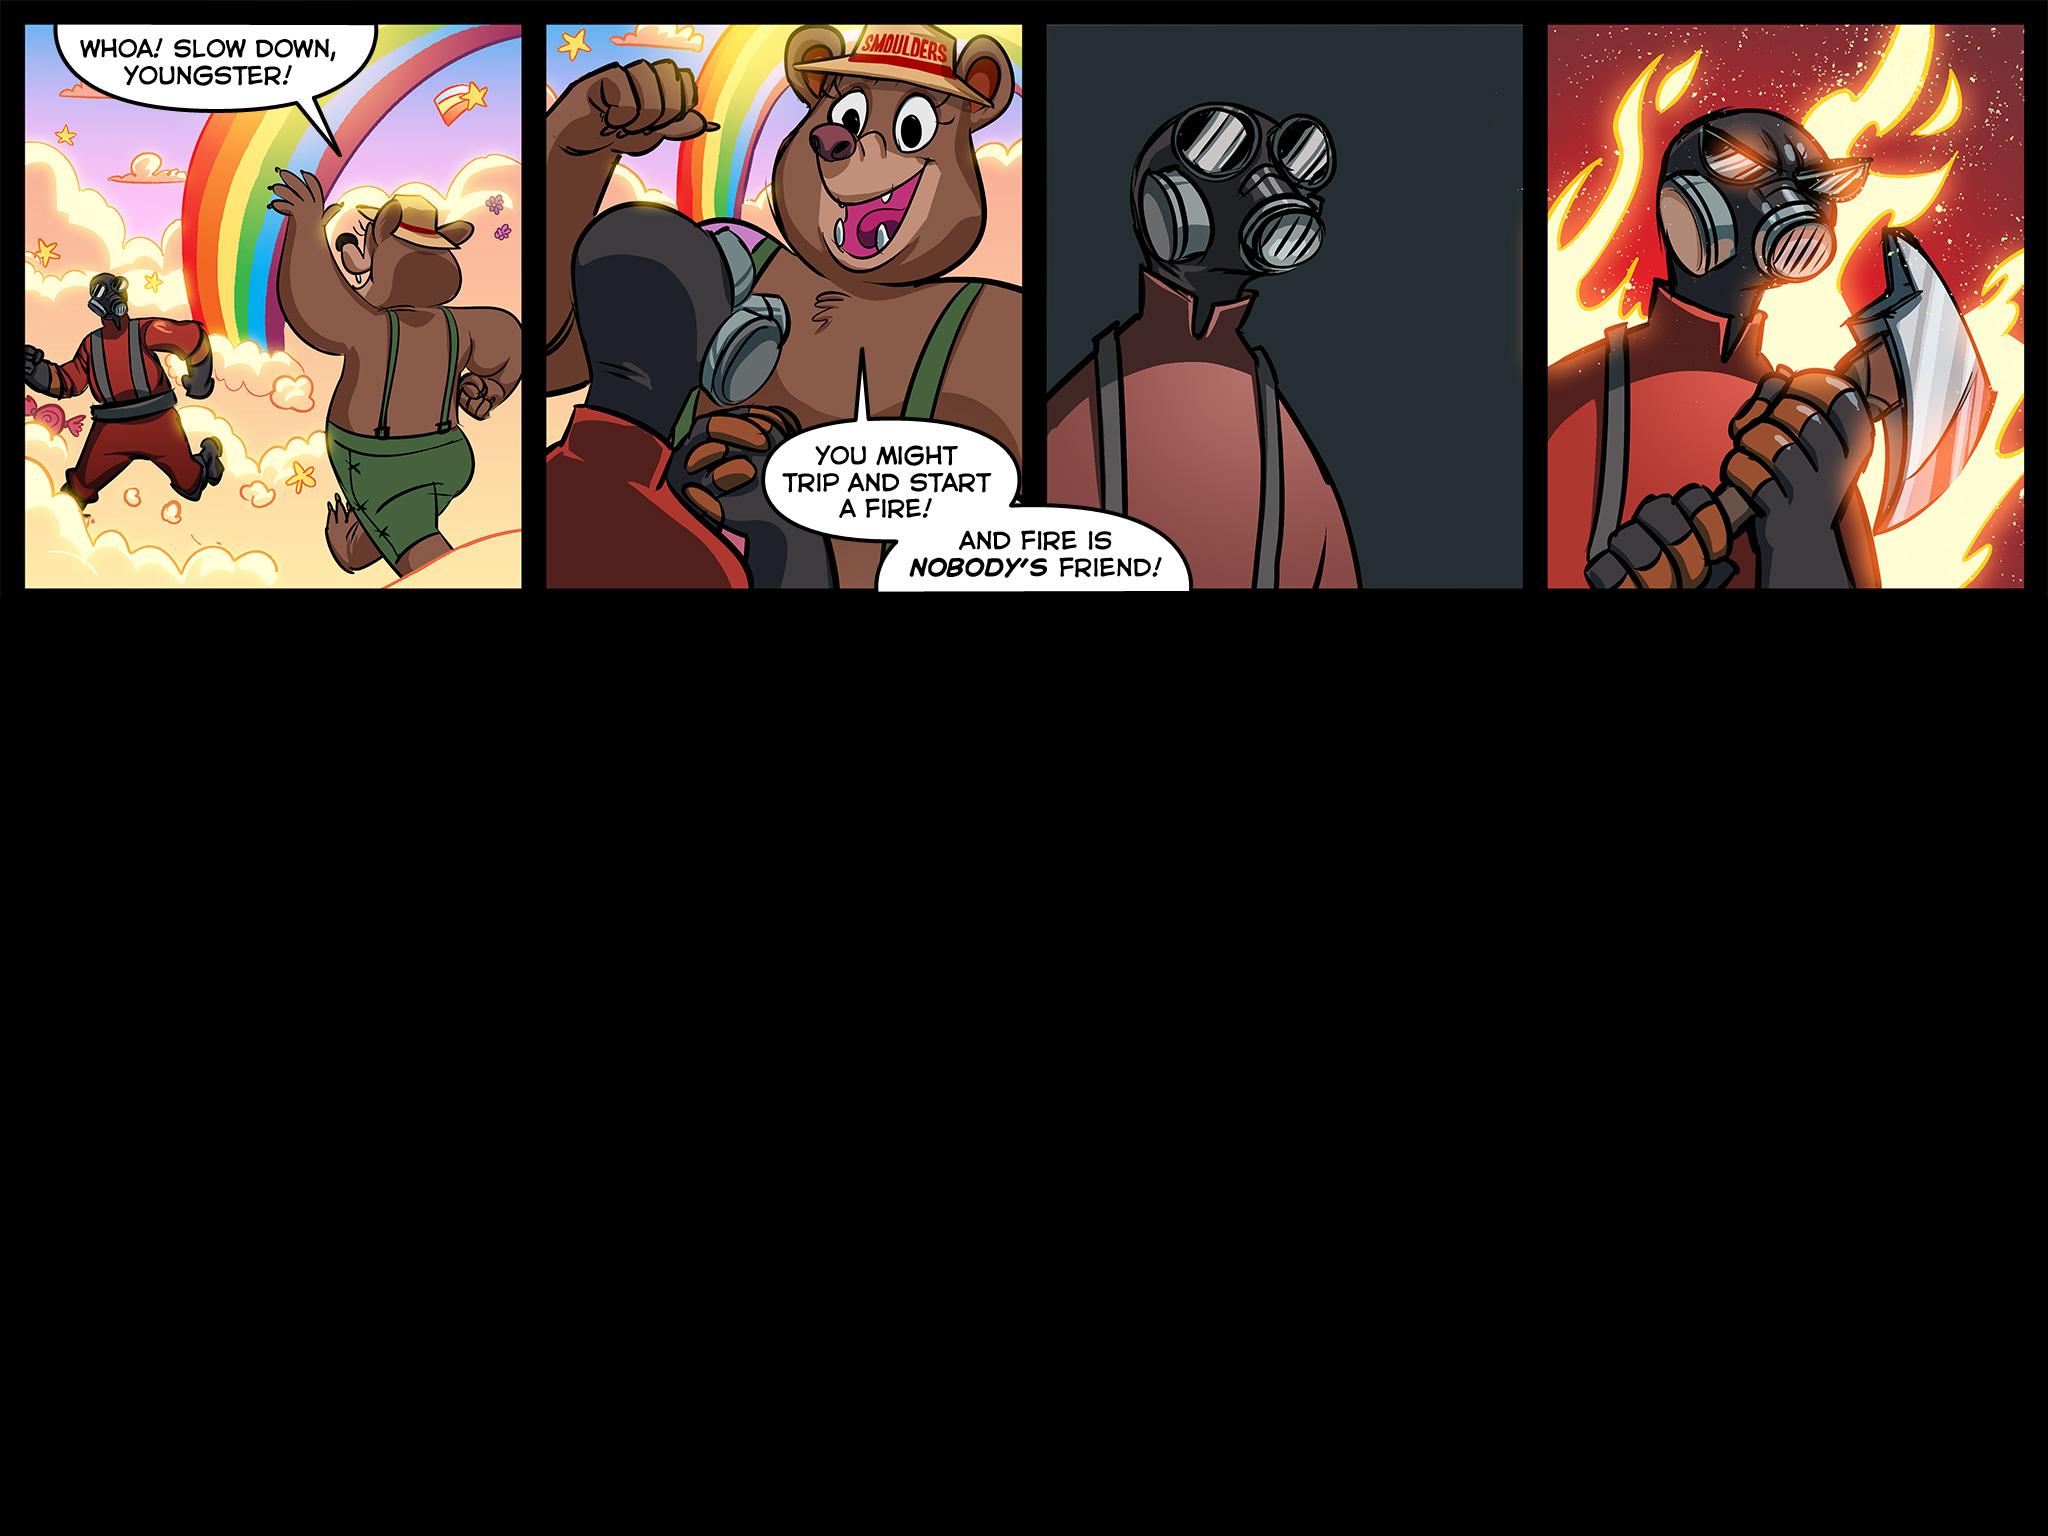 WHOA! SLOW DOWN,
YOUNGSTER!
SMOULDERS
YOU MIGHT
TRIP AND START
A FIRE!
AND FIRE IS
NOBODY'S FRIEND!